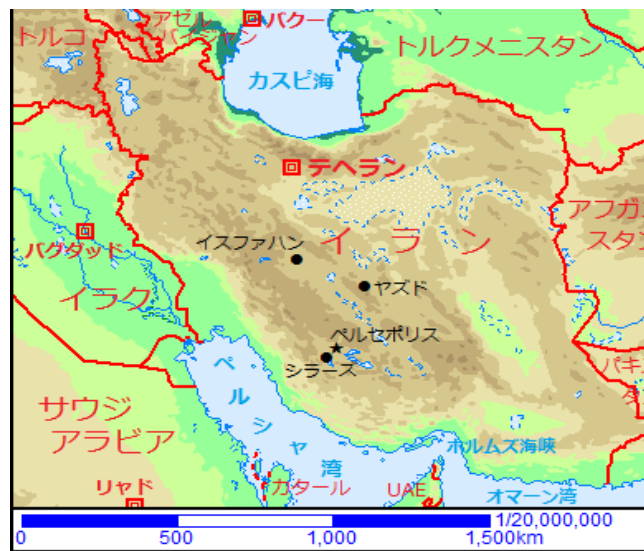 アゼル
バイジャン
バクー
トルコ
トルクメニスタン
カスピ海
テヘラン
アフガ
スタン
イスファハン
イラン
バグダッド
イラク
ヤズド
ペルセポリス
シラーズ
パキ
タ
ペルシャ湾
サウジ
アラビア
ホルムズ海峡
カタール
UAE
リヤド
オマーン湾
1/20,000,000
0 500 1,000 1,500km